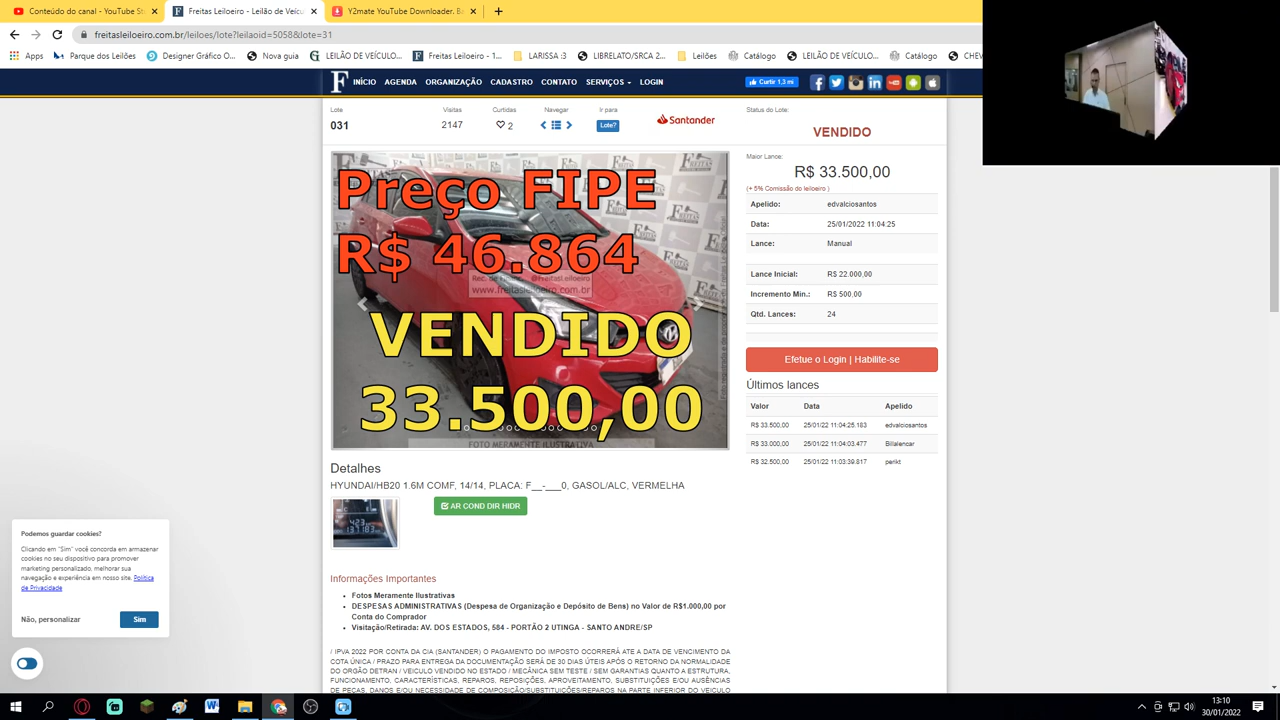 Conteúdo do canal - YouTube St
Freitas Leiloeiro - Leilão de Veícu
Y2mate YouTube Downloader. Ba
freitasleiloeiro.com.br/leiloes/lote?leilaoid=5058&lote=31
Apps
Parque dos Leilões
Designer Gráfico O...
Nova guia
LEILÃO DE VEÍCULO...
Freitas Leiloeiro - 1...
LARISSA :3
LIBRELATO/SRCA 2...
Leilões
Catálogo
LEILÃO DE VEÍCULO...
Catálogo
CHEV
INÍCIO AGENDA ORGANIZAÇÃO CADASTRO CONTATO SERVIÇOS LOGIN
Curtir 1,3 mi
Lote Visitas Curtidas Navegar Ir para
031 2147 2 Lote?
Santander
Status do Lote:
VENDIDO
Maior Lance:
R$ 33.500,00
(+ 5% Comissão do leiloeiro )
Apelido: edvalciosantos
Data: 25/01/2022 11:04:25
Lance: Manual
Lance Inicial: R$ 22.000,00
Incremento Min.: R$ 500,00
Qtd. Lances: 24
Efetue o Login | Habilite-se
Últimos lances
Valor Data Apelido
R$ 33.500,00 25/01/22 11:04:25.183 edvalciosantos
R$ 33.000,00 25/01/22 11:04:03.477 Billalencar
R$ 32.500,00 25/01/22 11:03:39.817 perikt
Preço FIPE
R$ 46.864
www.freitasleiloeiro.com.br
VENDIDO
33.500,00
FOTO MERAMENTE ILUSTRATIVA
Detalhes
HYUNDAI/HB20 1.6M COMF, 14/14, PLACA: F__-___0, GASOL/ALC, VERMELHA
AR COND DIR HIDR
Informações Importantes
Fotos Meramente Ilustrativas
DESPESAS ADMINISTRATIVAS (Despesa de Organização e Depósito de Bens) no Valor de R$1.000,00 por
Conta do Comprador
Visitação/Retirada: AV. DOS ESTADOS, 584 - PORTÃO 2 UTINGA - SANTO ANDRE/SP
/ IPVA 2022 POR CONTA DA CIA (SANTANDER) O PAGAMENTO DO IMPOSTO OCORRERÁ ATE A DATA DE VENCIMENTO DA
COTA ÚNICA / PRAZO PARA ENTREGA DA DOCUMENTAÇÃO SERÁ DE 30 DIAS ÚTEIS APÓS O RETORNO DA NORMALIDADE
DO ORGÃO DETRAN / VEICULO VENDIDO NO ESTADO / MECÂNICA SEM TESTE / SEM GARANTIAS QUANTO A ESTRUTURA,
FUNCIONAMENTO, CARACTERÍSTICAS, REPAROS, REPOSIÇÕES, APROVEITAMENTO, SUBSTITUIÇÕES E/OU AUSÊNCIAS
DE PEÇAS, DANOS E/OU NECESSIDADE DE COMPOSIÇÃO/SUBSTITUIÇÕES/REPAROS NA PARTE INFERIOR DO VEICULO
Podemos guardar cookies?
Clicando em "Sim" você concorda em armazenar
cookies no seu dispositivo para promover
marketing personalizado, melhorar sua
navegação e experiência em nosso site. Política
de Privacidade
Não, personalizar Sim
13:10
30/01/2022